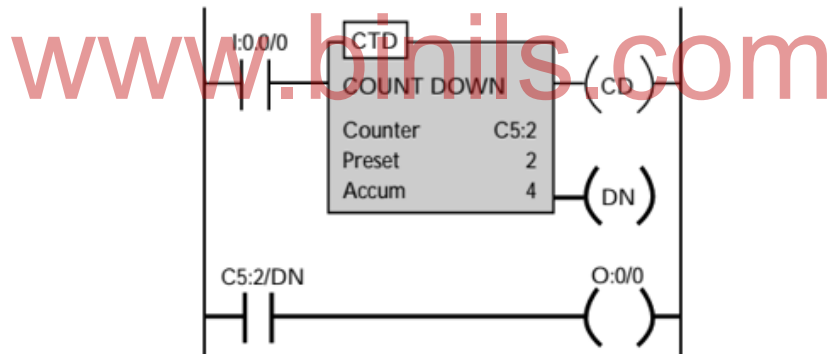 www.binils.com
I:0.0/0
CTD
COUNT DOWN
CD
Counter C5:2
Preset 2
Accum 4
DN
C5:2/DN
O:0/0